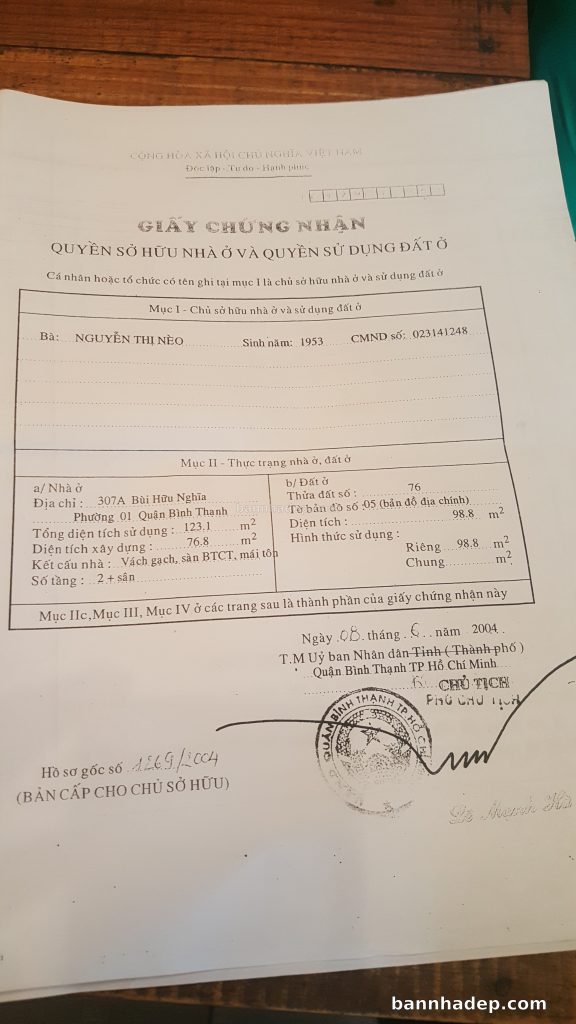 CỘNG HÒA XÃ HỘI CHỦ NGHĨA VIỆT NAM
Độc lập - Tự do - Hạnh phúc
GIẤY CHỨNG NHẬN
QUYỀN SỞ HỮU NHÀ Ở VÀ QUYỀN SỬ DỤNG ĐẤT Ở
Cá nhân hoặc tổ chức có tên ghi tại mục I là chủ sở hữu nhà ở và sử dụng đất ở
Mục I - Chủ sở hữu nhà ở và sử dụng đất ở
Bà: NGUYỄN THỊ NÈO Sinh năm: 1953 CMND số: 023141248
Mục II - Thực trạng nhà ở, đất ở
a/ Nhà ở
Địa chỉ : 307A Bùi Hữu Nghĩa
Phường 01 Quận Bình Thạnh
Tổng diện tích sử dụng : 123.1 m2
Diện tích xây dựng : 76.8 m2
Kết cấu nhà : Vách gạch, sàn BTCT, mái tôn
Số tầng : 2 + sân
b/ Đất ở
Thửa đất số : 76
Tờ bản đồ số :05 (bản đồ địa chính)
Diện tích : 98.8 m2
Hình thức sử dụng :
Riêng 98.8 m2
Chung m2
Mục IIc,Mục III, Mục IV ở các trang sau là thành phần của giấy chứng nhận này
Ngày 08 tháng 6 năm 2004
T.M Uỷ ban Nhân dân Tỉnh ( Thành phố )
Quận Bình Thạnh TP Hồ Chí Minh
CHỦ TỊCH
PHÓ CHỦ TỊCH
QUẬN BÌNH THẠNH TP HỒ CHÍ
Hồ sơ gốc số 1269/2004
(BẢN CẤP CHO CHỦ SỞ HỮU)
Lê Mạnh Hà
bannhadep.com